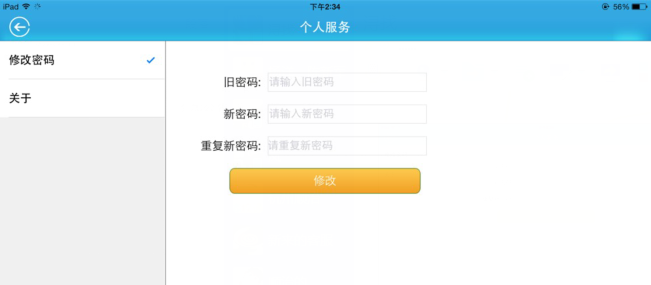 iPad 下午2:34 56%
个人服务
修改密码
关于
旧密码: 请输入旧密码
新密码: 请输入新密码
重复新密码: 请重复新密码
修改